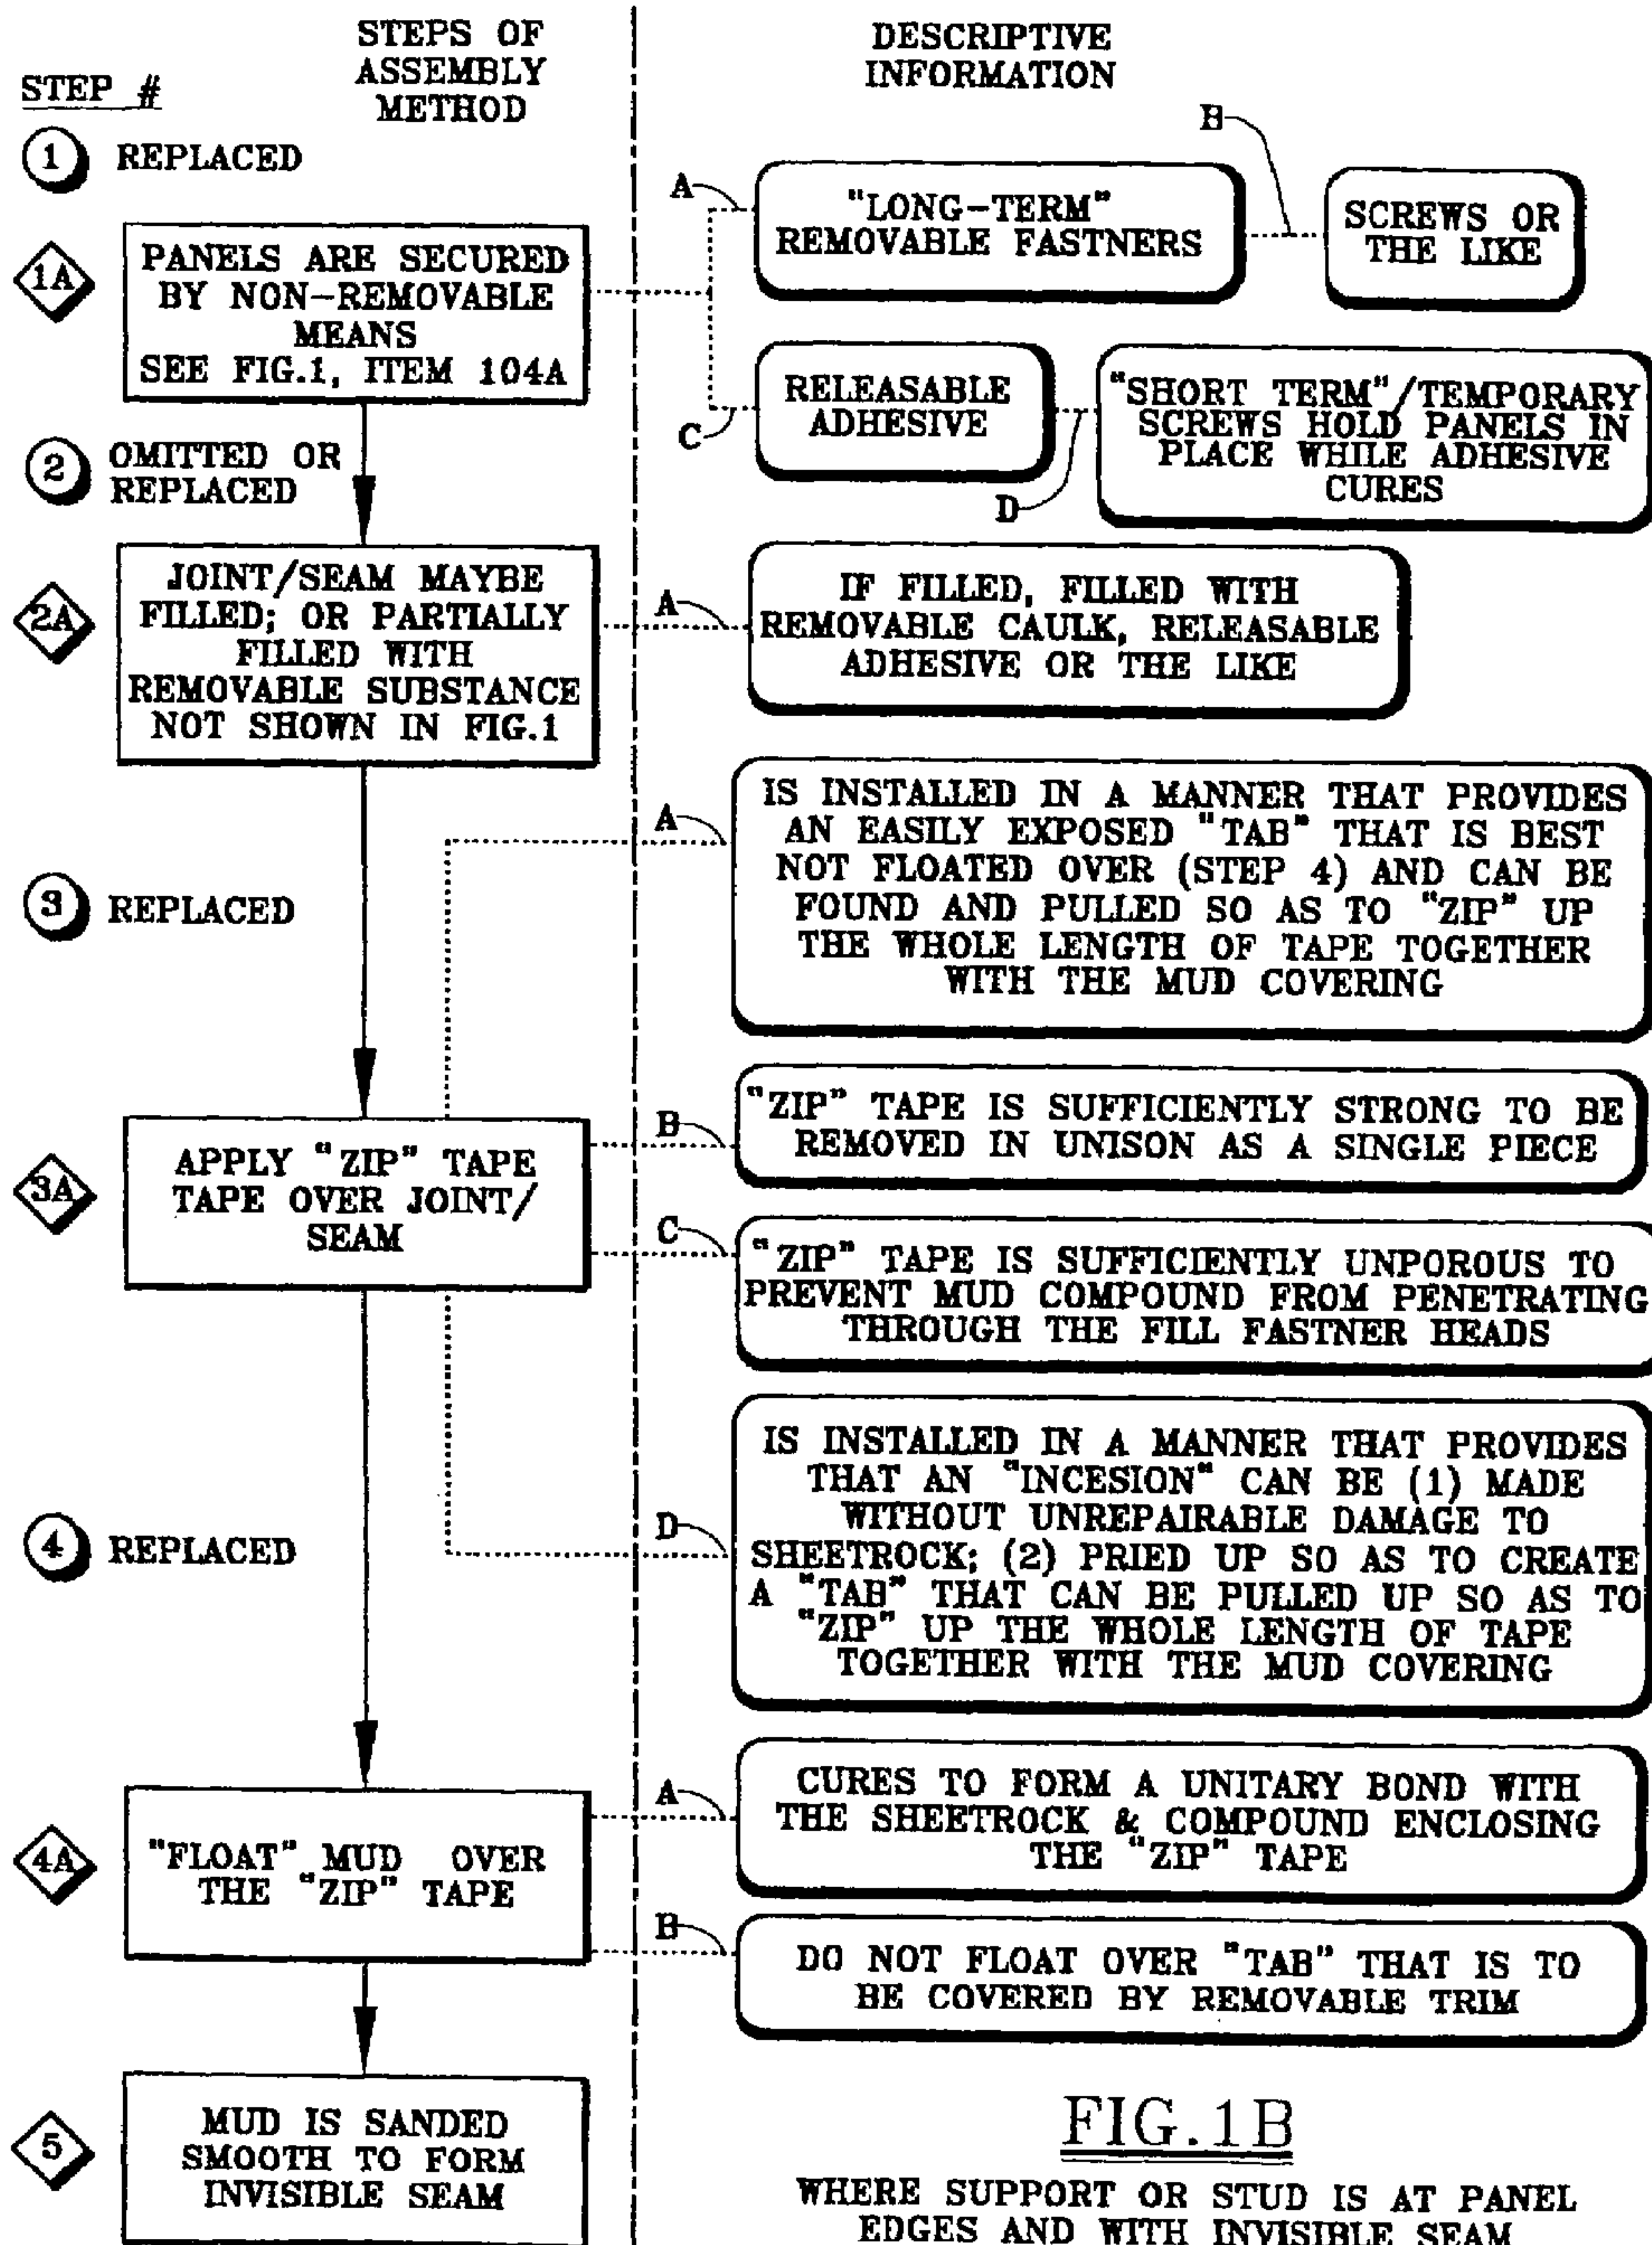 STEP #
STEPS OF
ASSEMBLY
METHOD
DESCRIPTIVE
INFORMATION
1 REPLACED
1A
PANELS ARE SECURED
BY NON-REMOVABLE
MEANS
SEE FIG.1, ITEM 104A
A
"LONG-TERM"
REMOVABLE FASTNERS
B
SCREWS OR
THE LIKE
C
RELEASABLE
ADHESIVE
D
"SHORT TERM"/TEMPORARY
SCREWS HOLD PANELS IN
PLACE WHILE ADHESIVE
CURES
2 OMITTED OR
REPLACED
2A
JOINT/SEAM MAYBE
FILLED; OR PARTIALLY
FILLED WITH
REMOVABLE SUBSTANCE
NOT SHOWN IN FIG.1
A
IF FILLED, FILLED WITH
REMOVABLE CAULK, RELEASABLE
ADHESIVE OR THE LIKE
3 REPLACED
3A
APPLY "ZIP" TAPE
TAPE OVER JOINT/
SEAM
A
IS INSTALLED IN A MANNER THAT PROVIDES
AN EASILY EXPOSED "TAB" THAT IS BEST
NOT FLOATED OVER (STEP 4) AND CAN BE
FOUND AND PULLED SO AS TO "ZIP" UP
THE WHOLE LENGTH OF TAPE TOGETHER
WITH THE MUD COVERING
B
"ZIP" TAPE IS SUFFICIENTLY STRONG TO BE
REMOVED IN UNISON AS A SINGLE PIECE
C
"ZIP" TAPE IS SUFFICIENTLY UNPOROUS TO
PREVENT MUD COMPOUND FROM PENETRATING
THROUGH THE FILL FASTNER HEADS
D
IS INSTALLED IN A MANNER THAT PROVIDES
THAT AN "INCESION" CAN BE (1) MADE
WITHOUT UNREPAIRABLE DAMAGE TO
SHEETROCK; (2) PRIED UP SO AS TO CREATE
A "TAB" THAT CAN BE PULLED UP SO AS TO
"ZIP" UP THE WHOLE LENGTH OF TAPE
TOGETHER WITH THE MUD COVERING
4 REPLACED
4A
"FLOAT" MUD OVER
THE "ZIP" TAPE
A
CURES TO FORM A UNITARY BOND WITH
THE SHEETROCK & COMPOUND ENCLOSING
THE "ZIP" TAPE
B
DO NOT FLOAT OVER "TAB" THAT IS TO
BE COVERED BY REMOVABLE TRIM
5
MUD IS SANDED
SMOOTH TO FORM
INVISIBLE SEAM
FIG.1B
WHERE SUPPORT OR STUD IS AT PANEL
EDGES AND WITH INVISIBLE SEAM